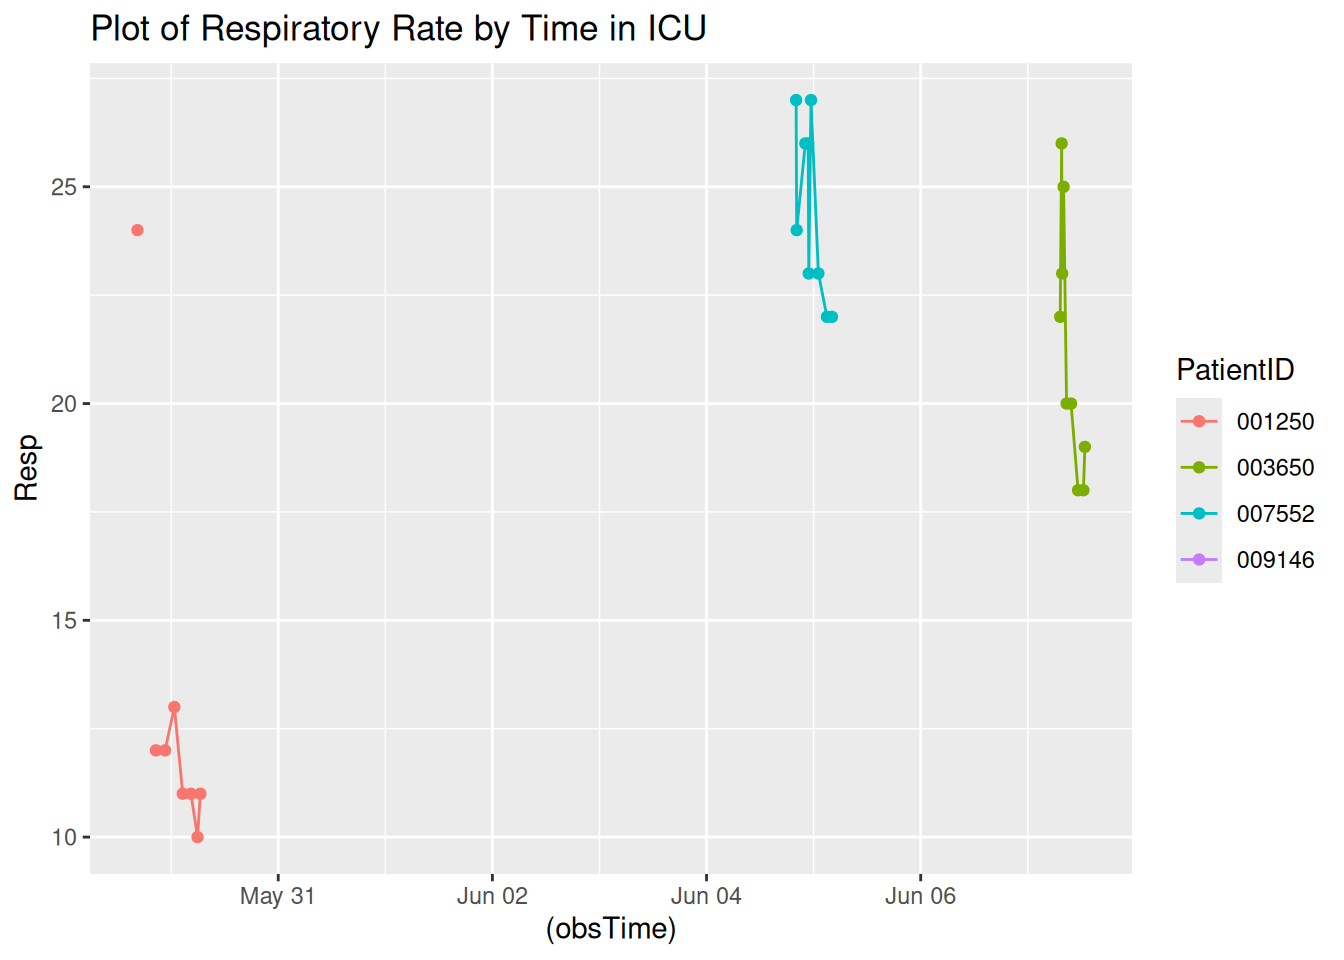 Plot of Respiratory Rate by Time in ICU
25
20
15
10
Resp
May 31
Jun 02
Jun 04
Jun 06
(obsTime)
PatientID
001250
003650
007552
009146